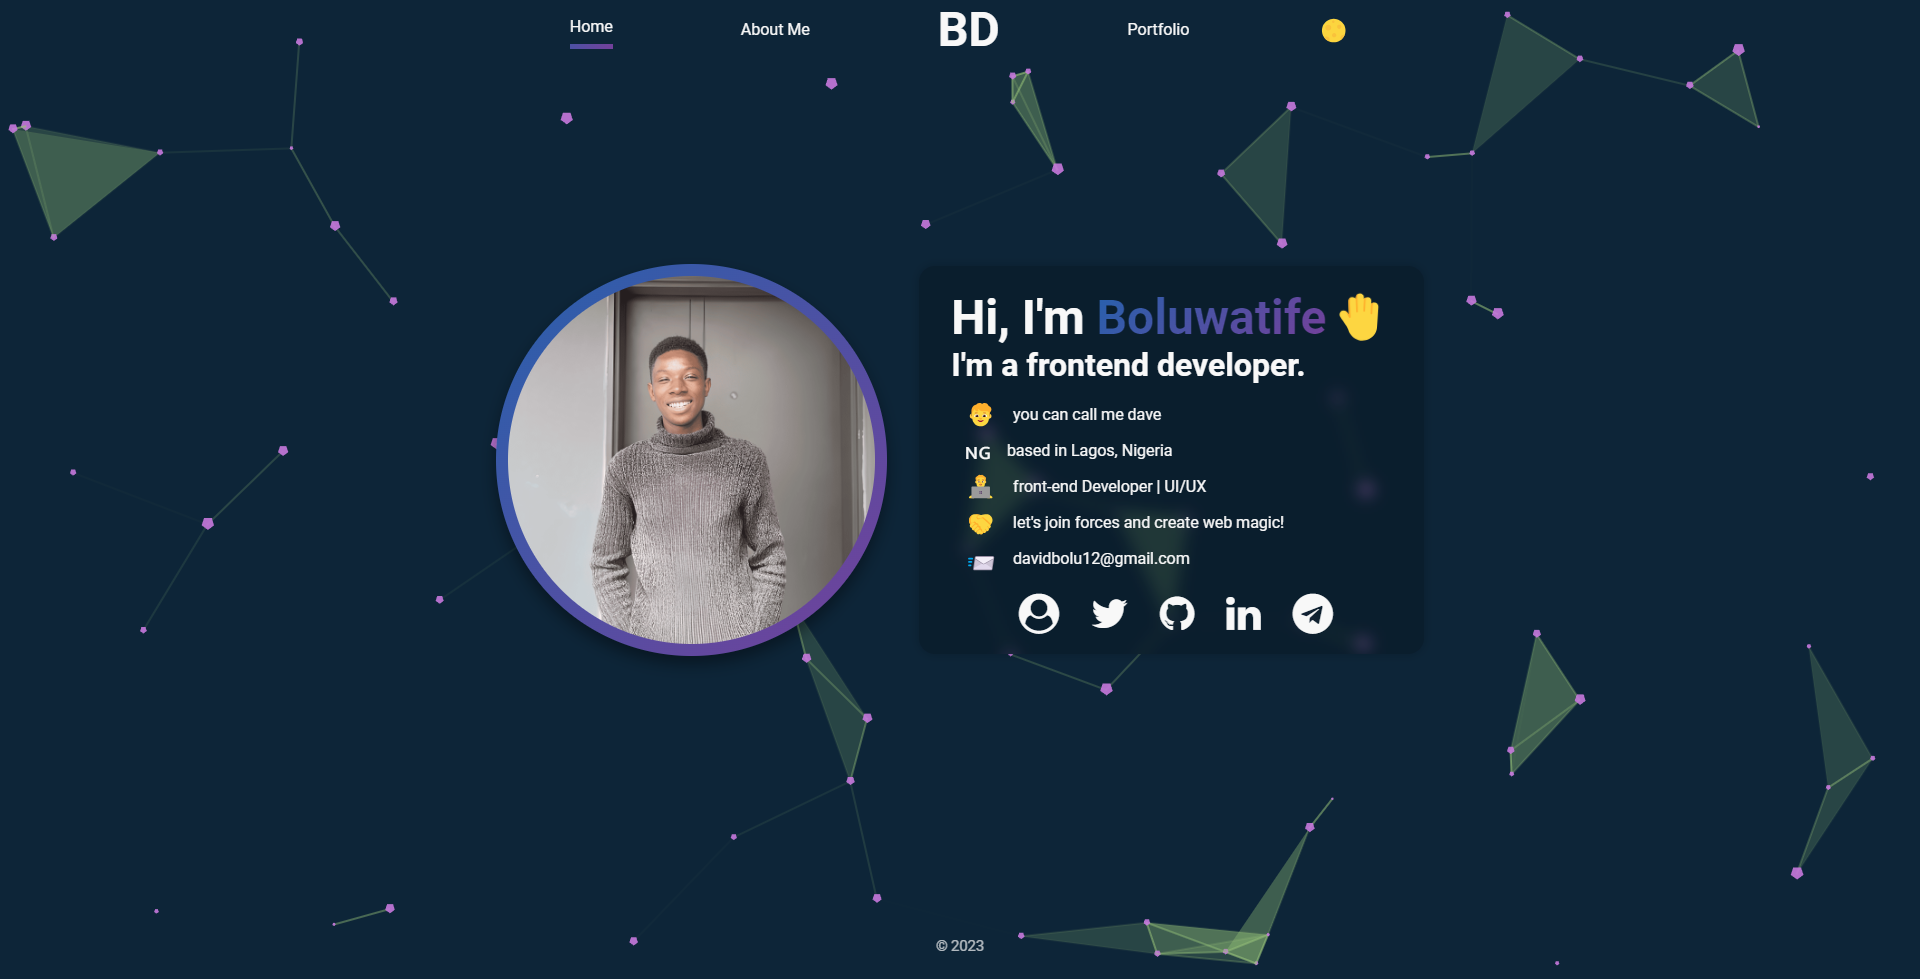 Home
About Me
BD
Portfolio
Hi, I'm Boluwatife 🤚
I'm a frontend developer.
you can call me dave
NG based in Lagos, Nigeria
front-end Developer | UI/UX
let's join forces and create web magic!
davidbolu12@gmail.com
in
© 2023